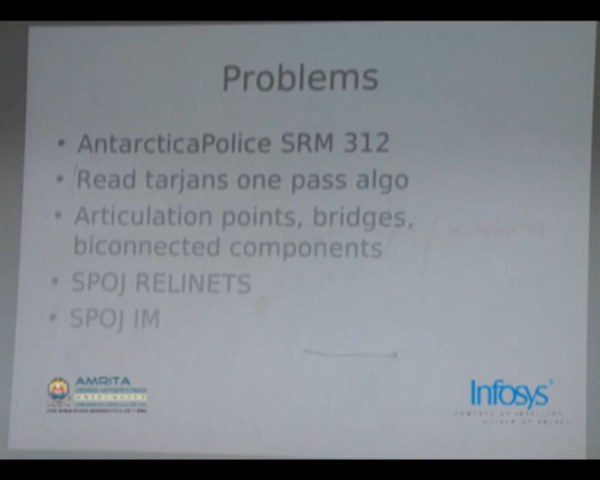 Problems
• AntarcticaPolice SRM 312
• Read tarjans one pass algo
• Articulation points, bridges,
biconnected components
• SPOJ RELINETS
• SPOJ IM
AMRITA
Infosys